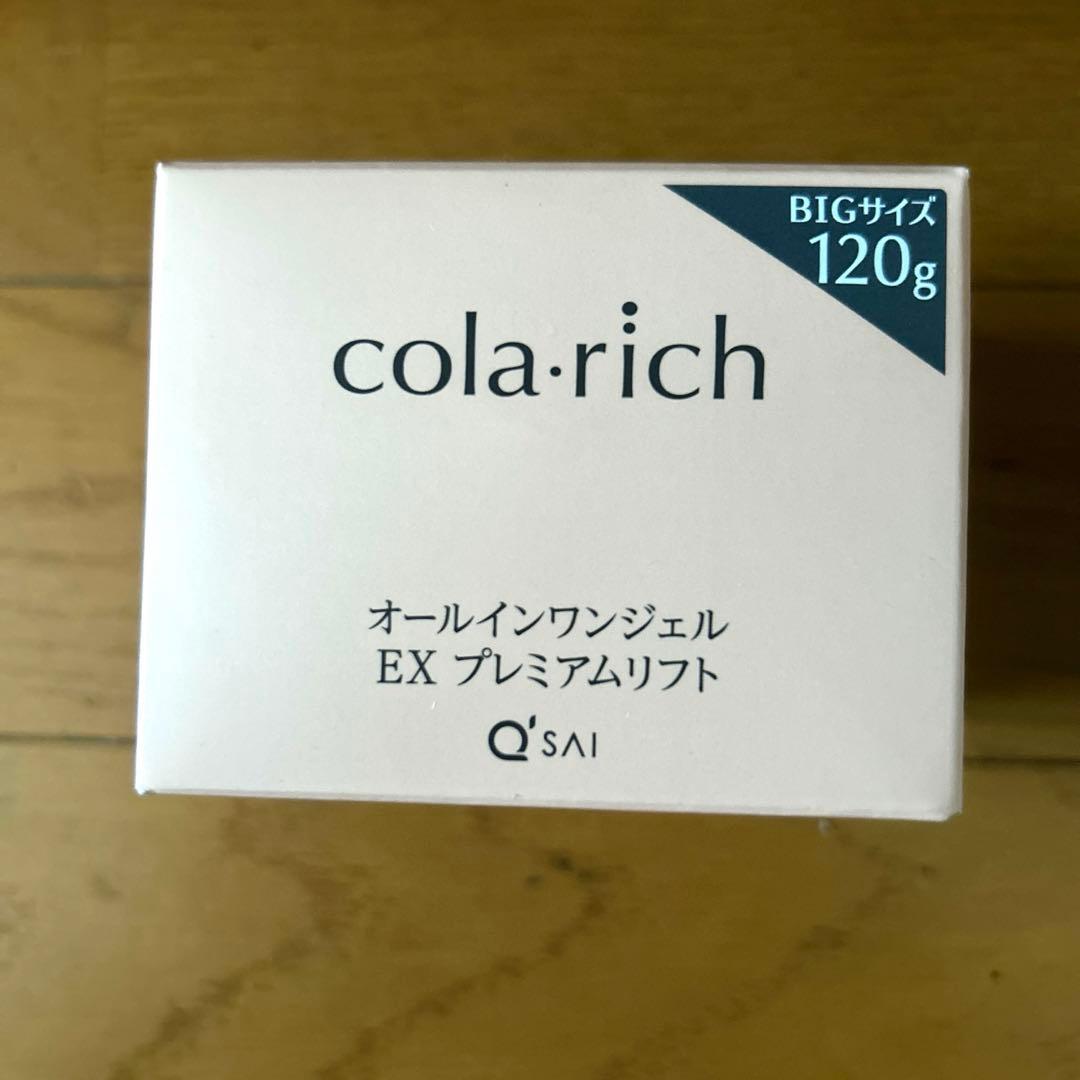 BIGサイズ
120g
cola·rich
オールインワンジェル
EX プレミアムリフト
Q'SAI